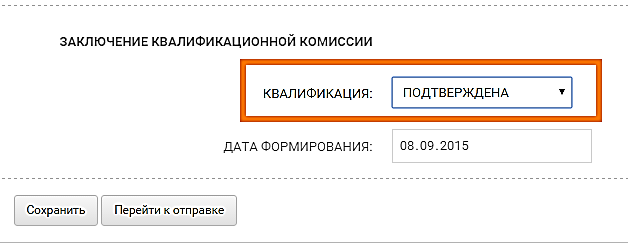 ЗАКЛЮЧЕНИЕ КВАЛИФИКАЦИОННОЙ КОМИССИИ
КВАЛИФИКАЦИЯ: ПОДТВЕРЖДЕНА
ДАТА ФОРМИРОВАНИЯ: 08.09.2015
Сохранить Перейти к отправке